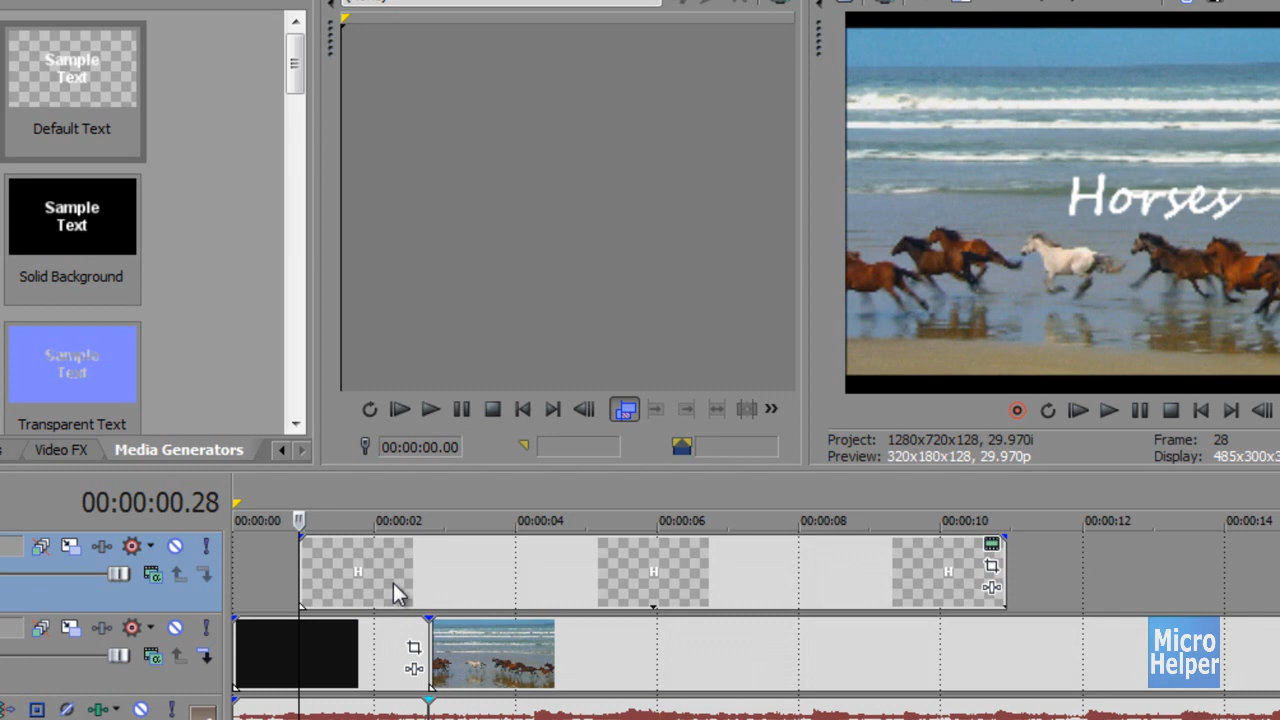 Sample
Text
Default Text
Sample
Text
Solid Background
Sample
Text
Transparent Text
Video FX
Media Generators
00:00:00.00
Horses
Project: 1280x720x128, 29.970i
Preview: 320x180x128, 29.970p
Frame: 28
Display: 485x300x3
00:00:00.28
00:00:00
00:00:02
00:00:04
00:00:06
00:00:08
00:00:10
00:00:12
00:00:14
H
H
H
Micro
Helper